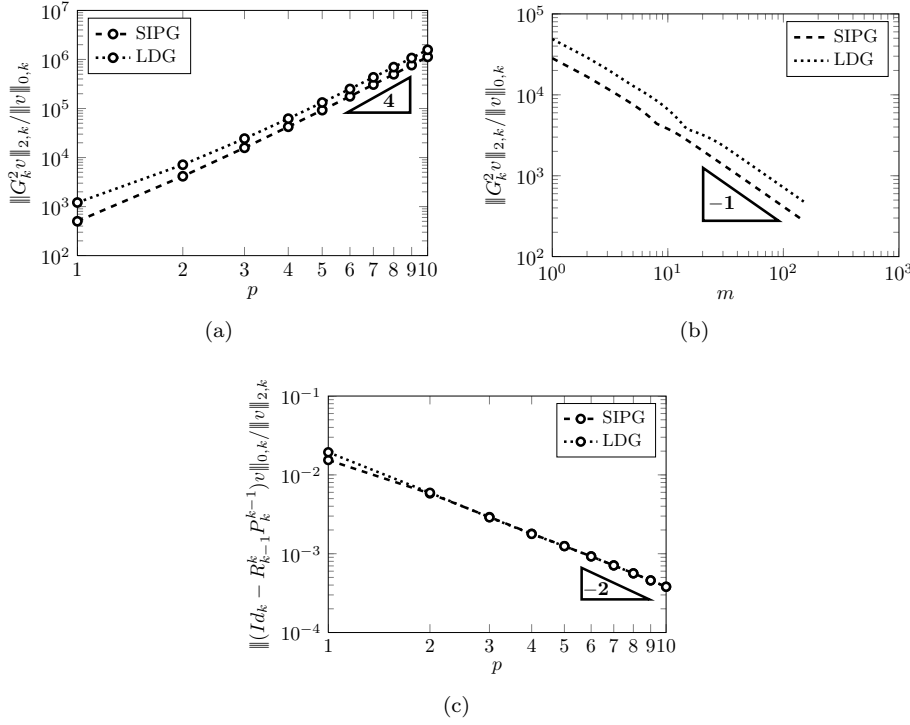 10^7
10^6
10^5
10^4
10^3
10^2
|||G_k^2 v|||_{2,k}/|||v|||_{0,k}
SIPG
LDG
4
1 2 3 4 5 6 7 8 9 10
p
(a)
10^5
10^4
10^3
10^2
|||G_k^2 v|||_{2,k}/|||v|||_{0,k}
SIPG
LDG
−1
10^0 10^1 10^2 10^3
m
(b)
10^{−1}
10^{−2}
10^{−3}
10^{−4}
|||(Id_k − R_{k−1}^k P_k^{k−1})v|||_{0,k}/|||v|||_{2,k}
SIPG
LDG
−2
1 2 3 4 5 6 7 8 9 10
p
(c)